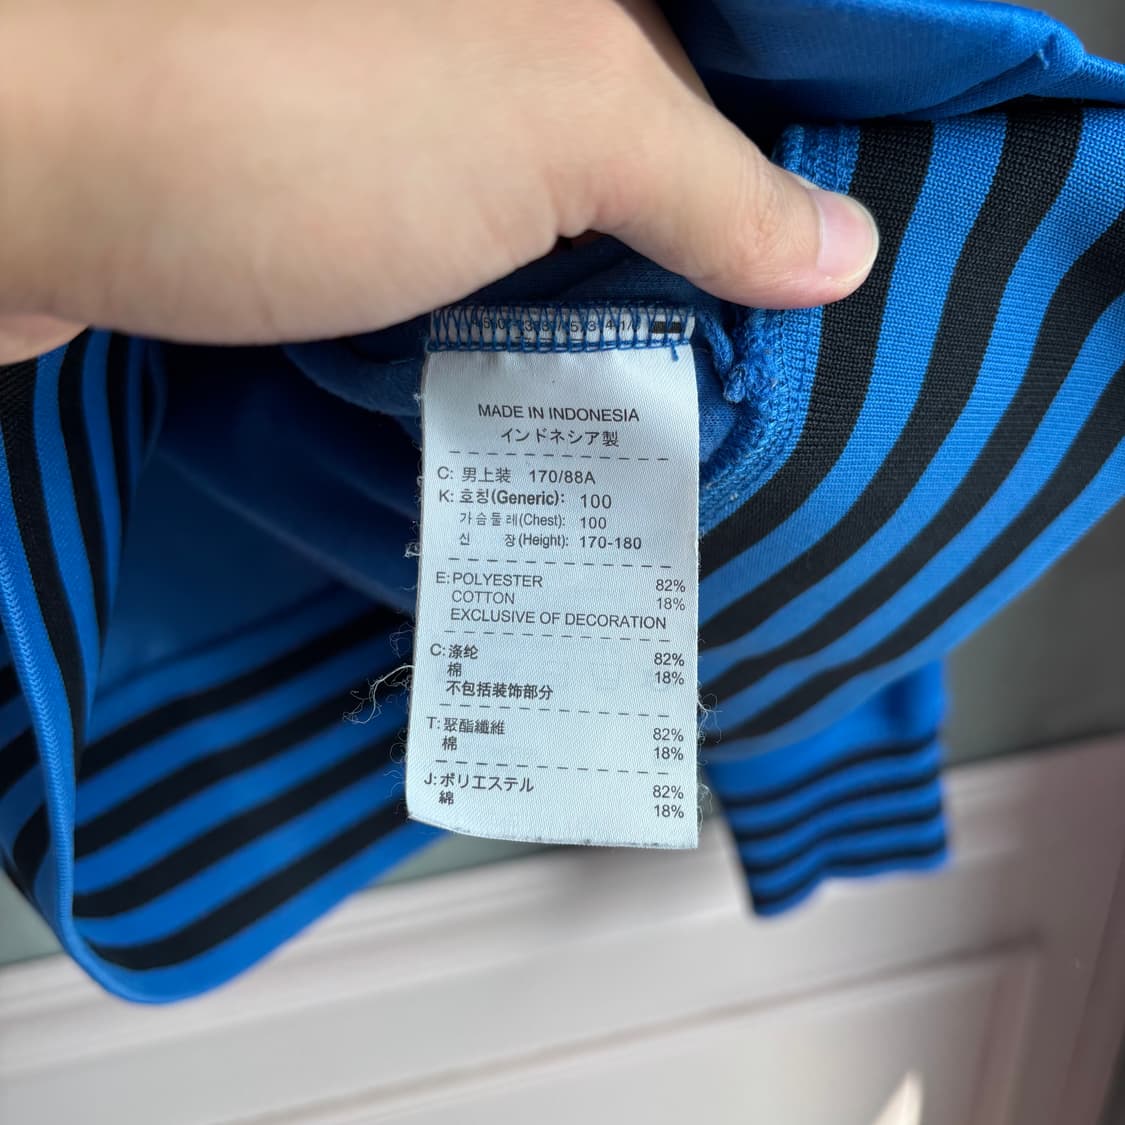 MADE IN INDONESIA
インドネシア製
C: 男上装 170/88A
K: 호칭(Generic): 100
가슴둘레(Chest): 100
신 장(Height): 170-180
E: POLYESTER 82%
COTTON 18%
EXCLUSIVE OF DECORATION
C: 涤纶 82%
棉 18%
不包括装饰部分
T: 聚酯纖維 82%
棉 18%
J: ポリエステル 82%
綿 18%